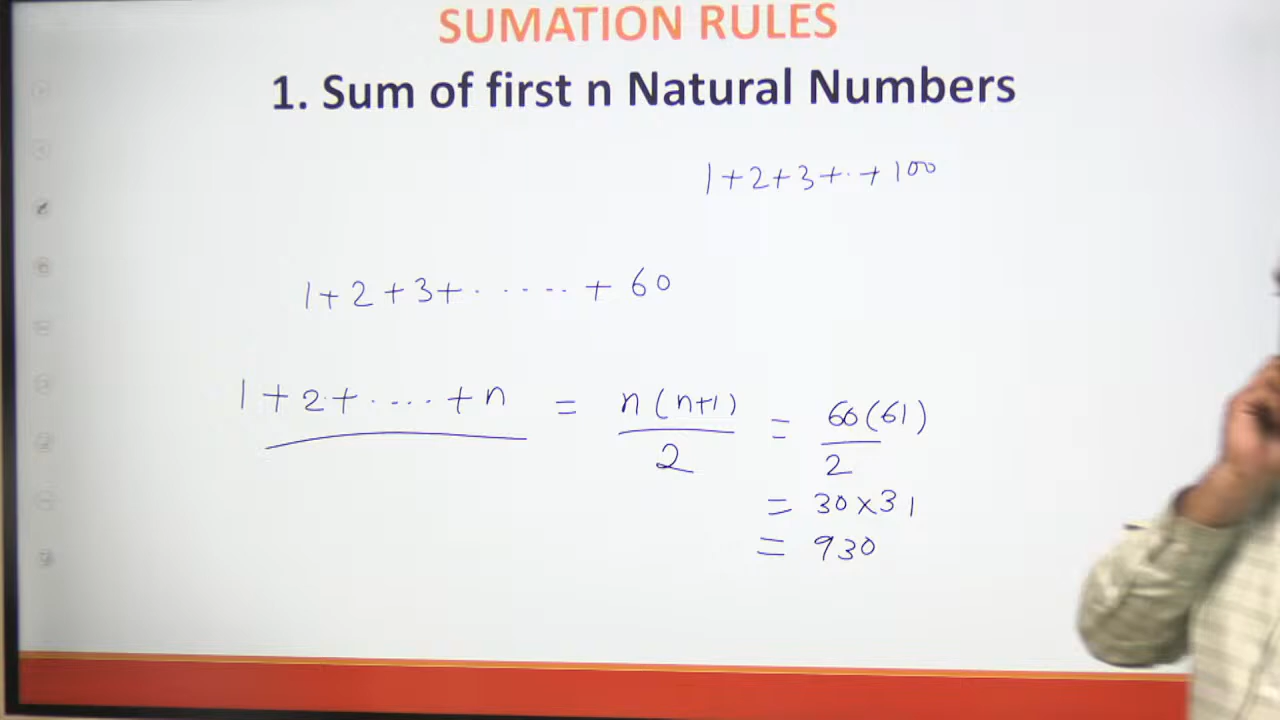 SUMATION RULES
1. Sum of first n Natural Numbers
1+2+3+..+100
1+2+3+.....+60
1+2+....+n = n(n+1)/2 = 60(61)/2
= 30×31
= 930